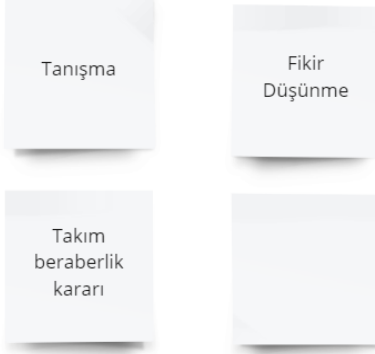 Tanışma
Fikir
Düşünme
Takım
beraberlik
kararı